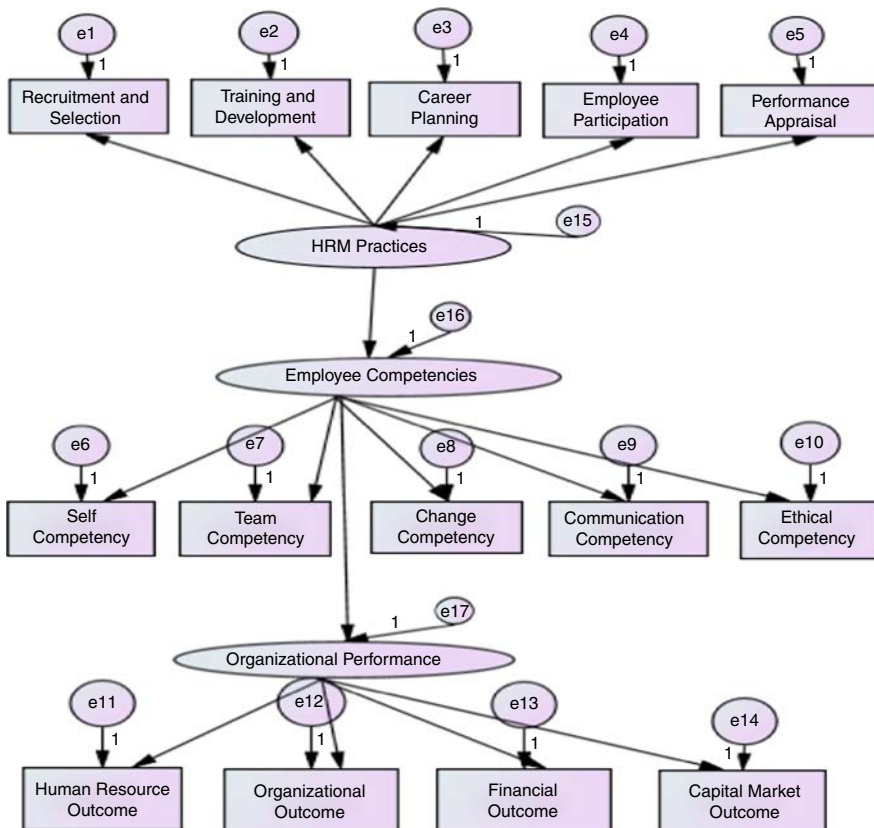 e1
e2
e3
e4
e5
1
1
1
1
1
Recruitment and
Selection
Training and
Development
Career
Planning
Employee
Participation
Performance
Appraisal
1
e15
HRM Practices
e16
1
Employee Competencies
e6
e7
e8
e9
e10
1
1
1
1
1
Self
Competency
Team
Competency
Change
Competency
Communication
Competency
Ethical
Competency
e17
1
Organizational Performance
e11
e12
e13
e14
1
1
1
1
Human Resource
Outcome
Organizational
Outcome
Financial
Outcome
Capital Market
Outcome